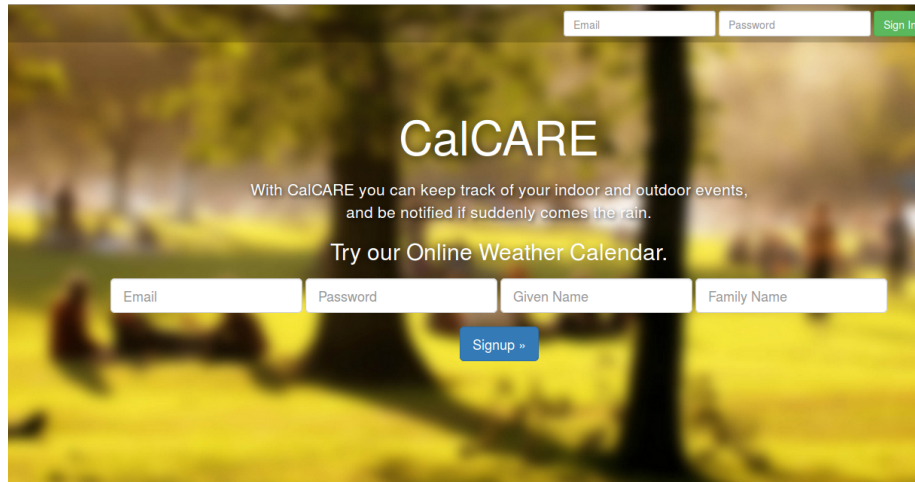 Email Password Sign In
CalCARE
With CalCARE you can keep track of your indoor and outdoor events,
and be notified if suddenly comes the rain.
Try our Online Weather Calendar.
Email Password Given Name Family Name
Signup »